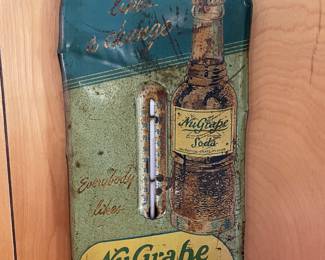 a change
NuGrape
Soda
Everybody
likes
NuGrape